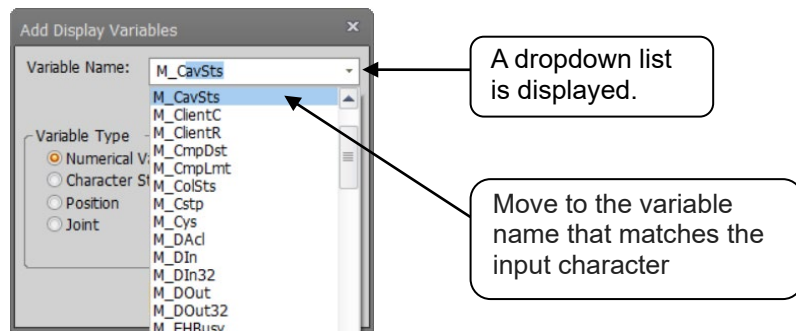 Add Display Variables
Variable Name: M_CavSts
A dropdown list
is displayed.
M_CavSts
M_ClientC
M_ClientR
M_CmpDst
M_CmpLmt
M_ColSts
M_Cstp
M_Cys
M_DAcl
M_DIn
M_DIn32
M_DOut
M_DOut32
M_EHBusy
Variable Type
Numerical V
Character St
Position
Joint
Move to the variable
name that matches the
input character